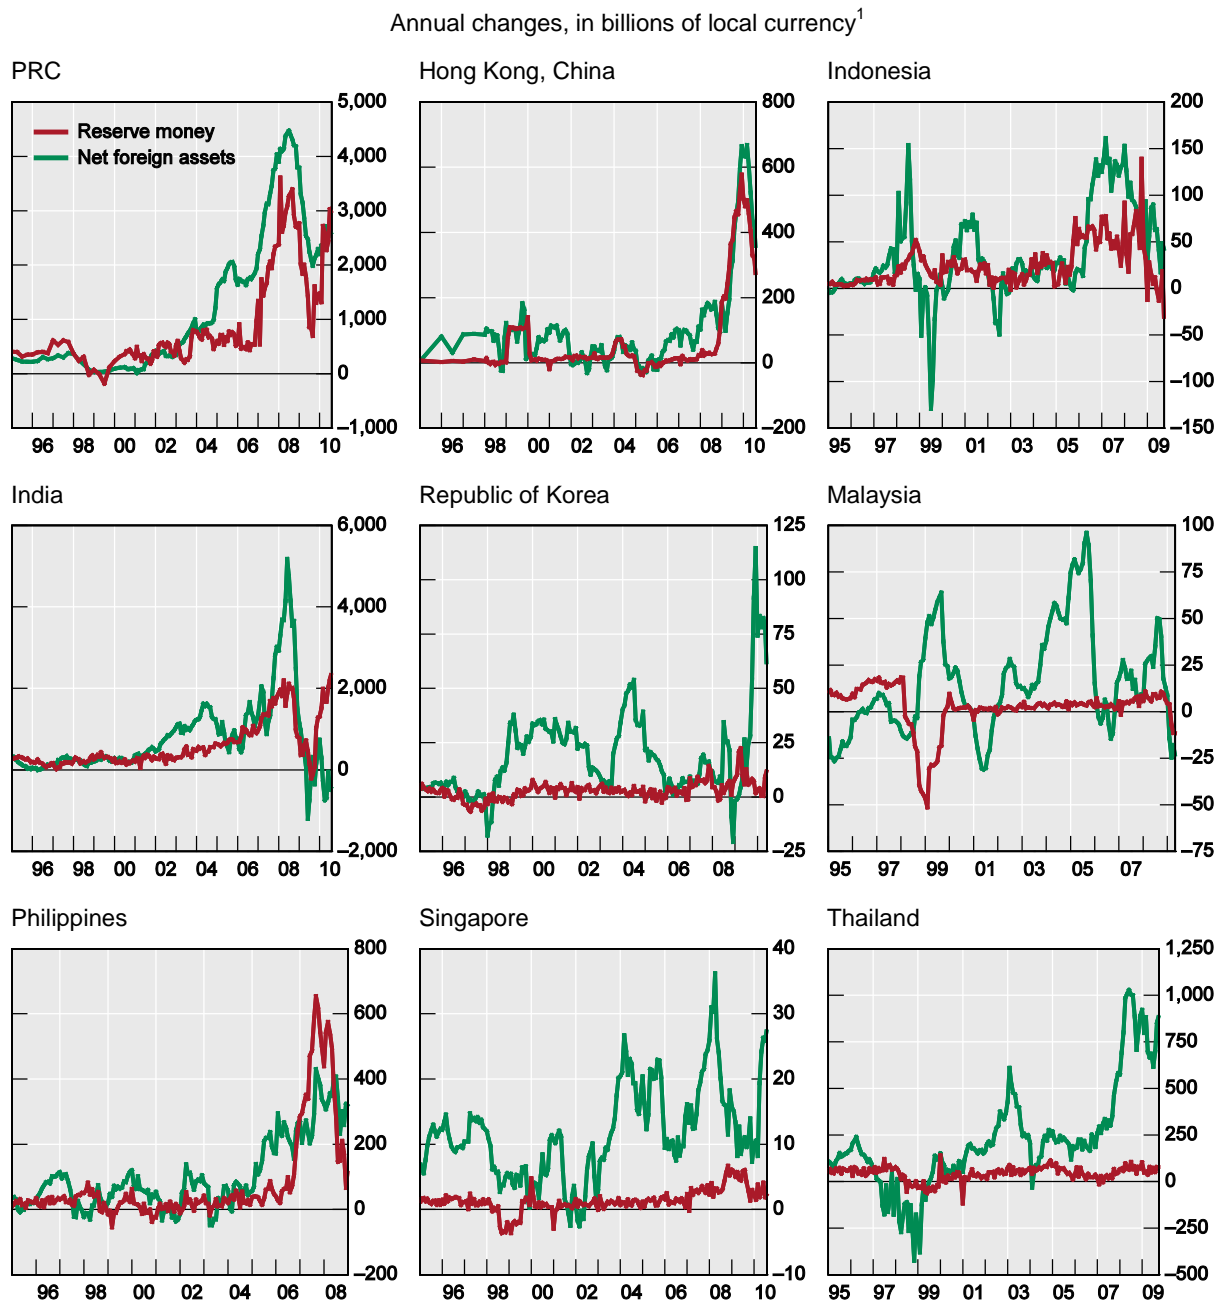 Annual changes, in billions of local currency1
PRC
Hong Kong, China
Indonesia
5,000
4,000
3,000
2,000
1,000
0
–1,000
Reserve money
Net foreign assets
96 98 00 02 04 06 08 10
800
600
400
200
0
–200
96 98 00 02 04 06 08 10
200
150
100
50
0
–50
–100
–150
95 97 99 01 03 05 07 09
India
Republic of Korea
Malaysia
6,000
4,000
2,000
0
–2,000
96 98 00 02 04 06 08 10
125
100
75
50
25
0
–25
96 98 00 02 04 06 08
100
75
50
25
0
–25
–50
–75
95 97 99 01 03 05 07
Philippines
Singapore
Thailand
800
600
400
200
0
–200
96 98 00 02 04 06 08
40
30
20
10
0
–10
96 98 00 02 04 06 08 10
1,250
1,000
750
500
250
0
–250
–500
95 97 99 01 03 05 07 09